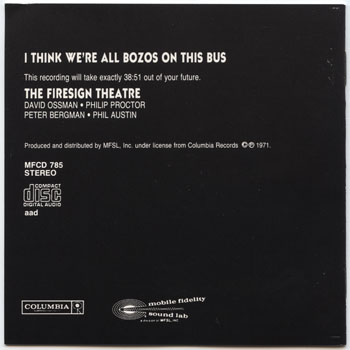 I THINK WE'RE ALL BOZOS ON THIS BUS
This recording will take exactly 38:51 out of your future.
THE FIRESIGN THEATRE
DAVID OSSMAN • PHILIP PROCTOR
PETER BERGMAN • PHIL AUSTIN
Produced and distributed by MFSL, Inc. under license from Columbia Records ©℗ 1971.
MFCD 785
STEREO
COMPACT
disc
DIGITAL AUDIO
aad
COLUMBIA
mobile fidelity
sound lab